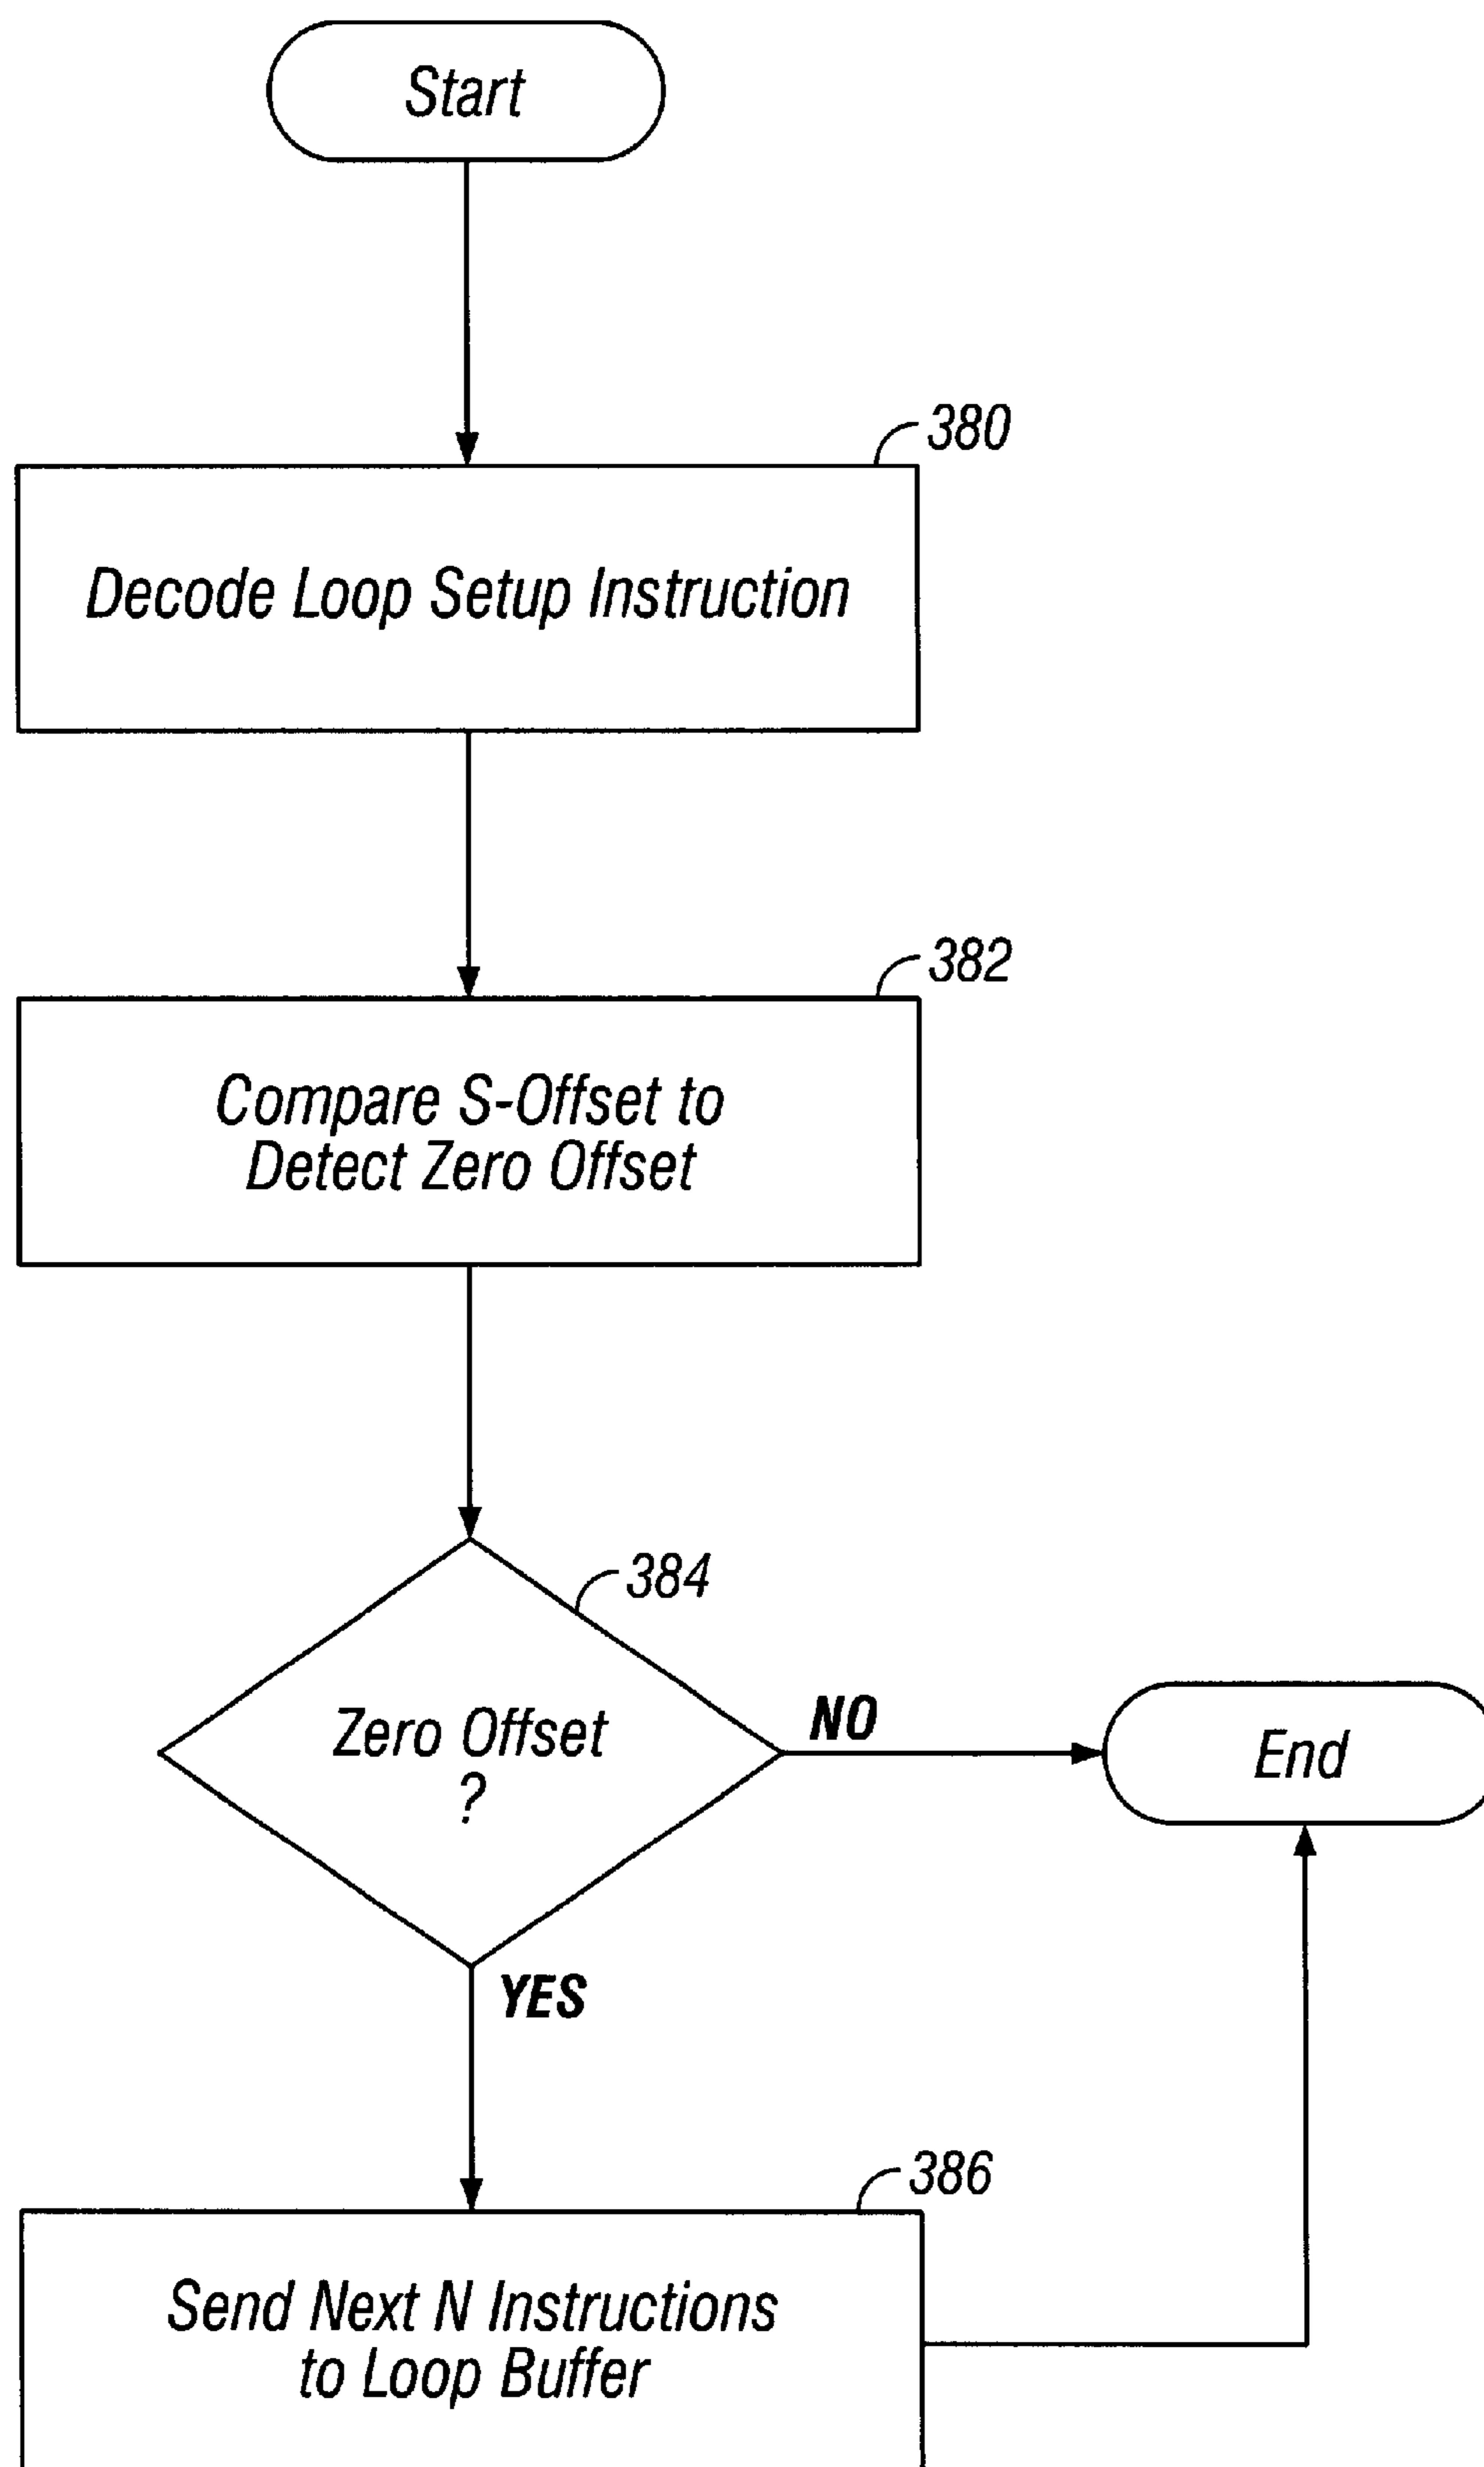 Start
380
Decode Loop Setup Instruction
382
Compare S-Offset to
Detect Zero Offset
384
Zero Offset
?
NO
End
YES
386
Send Next N Instructions
to Loop Buffer